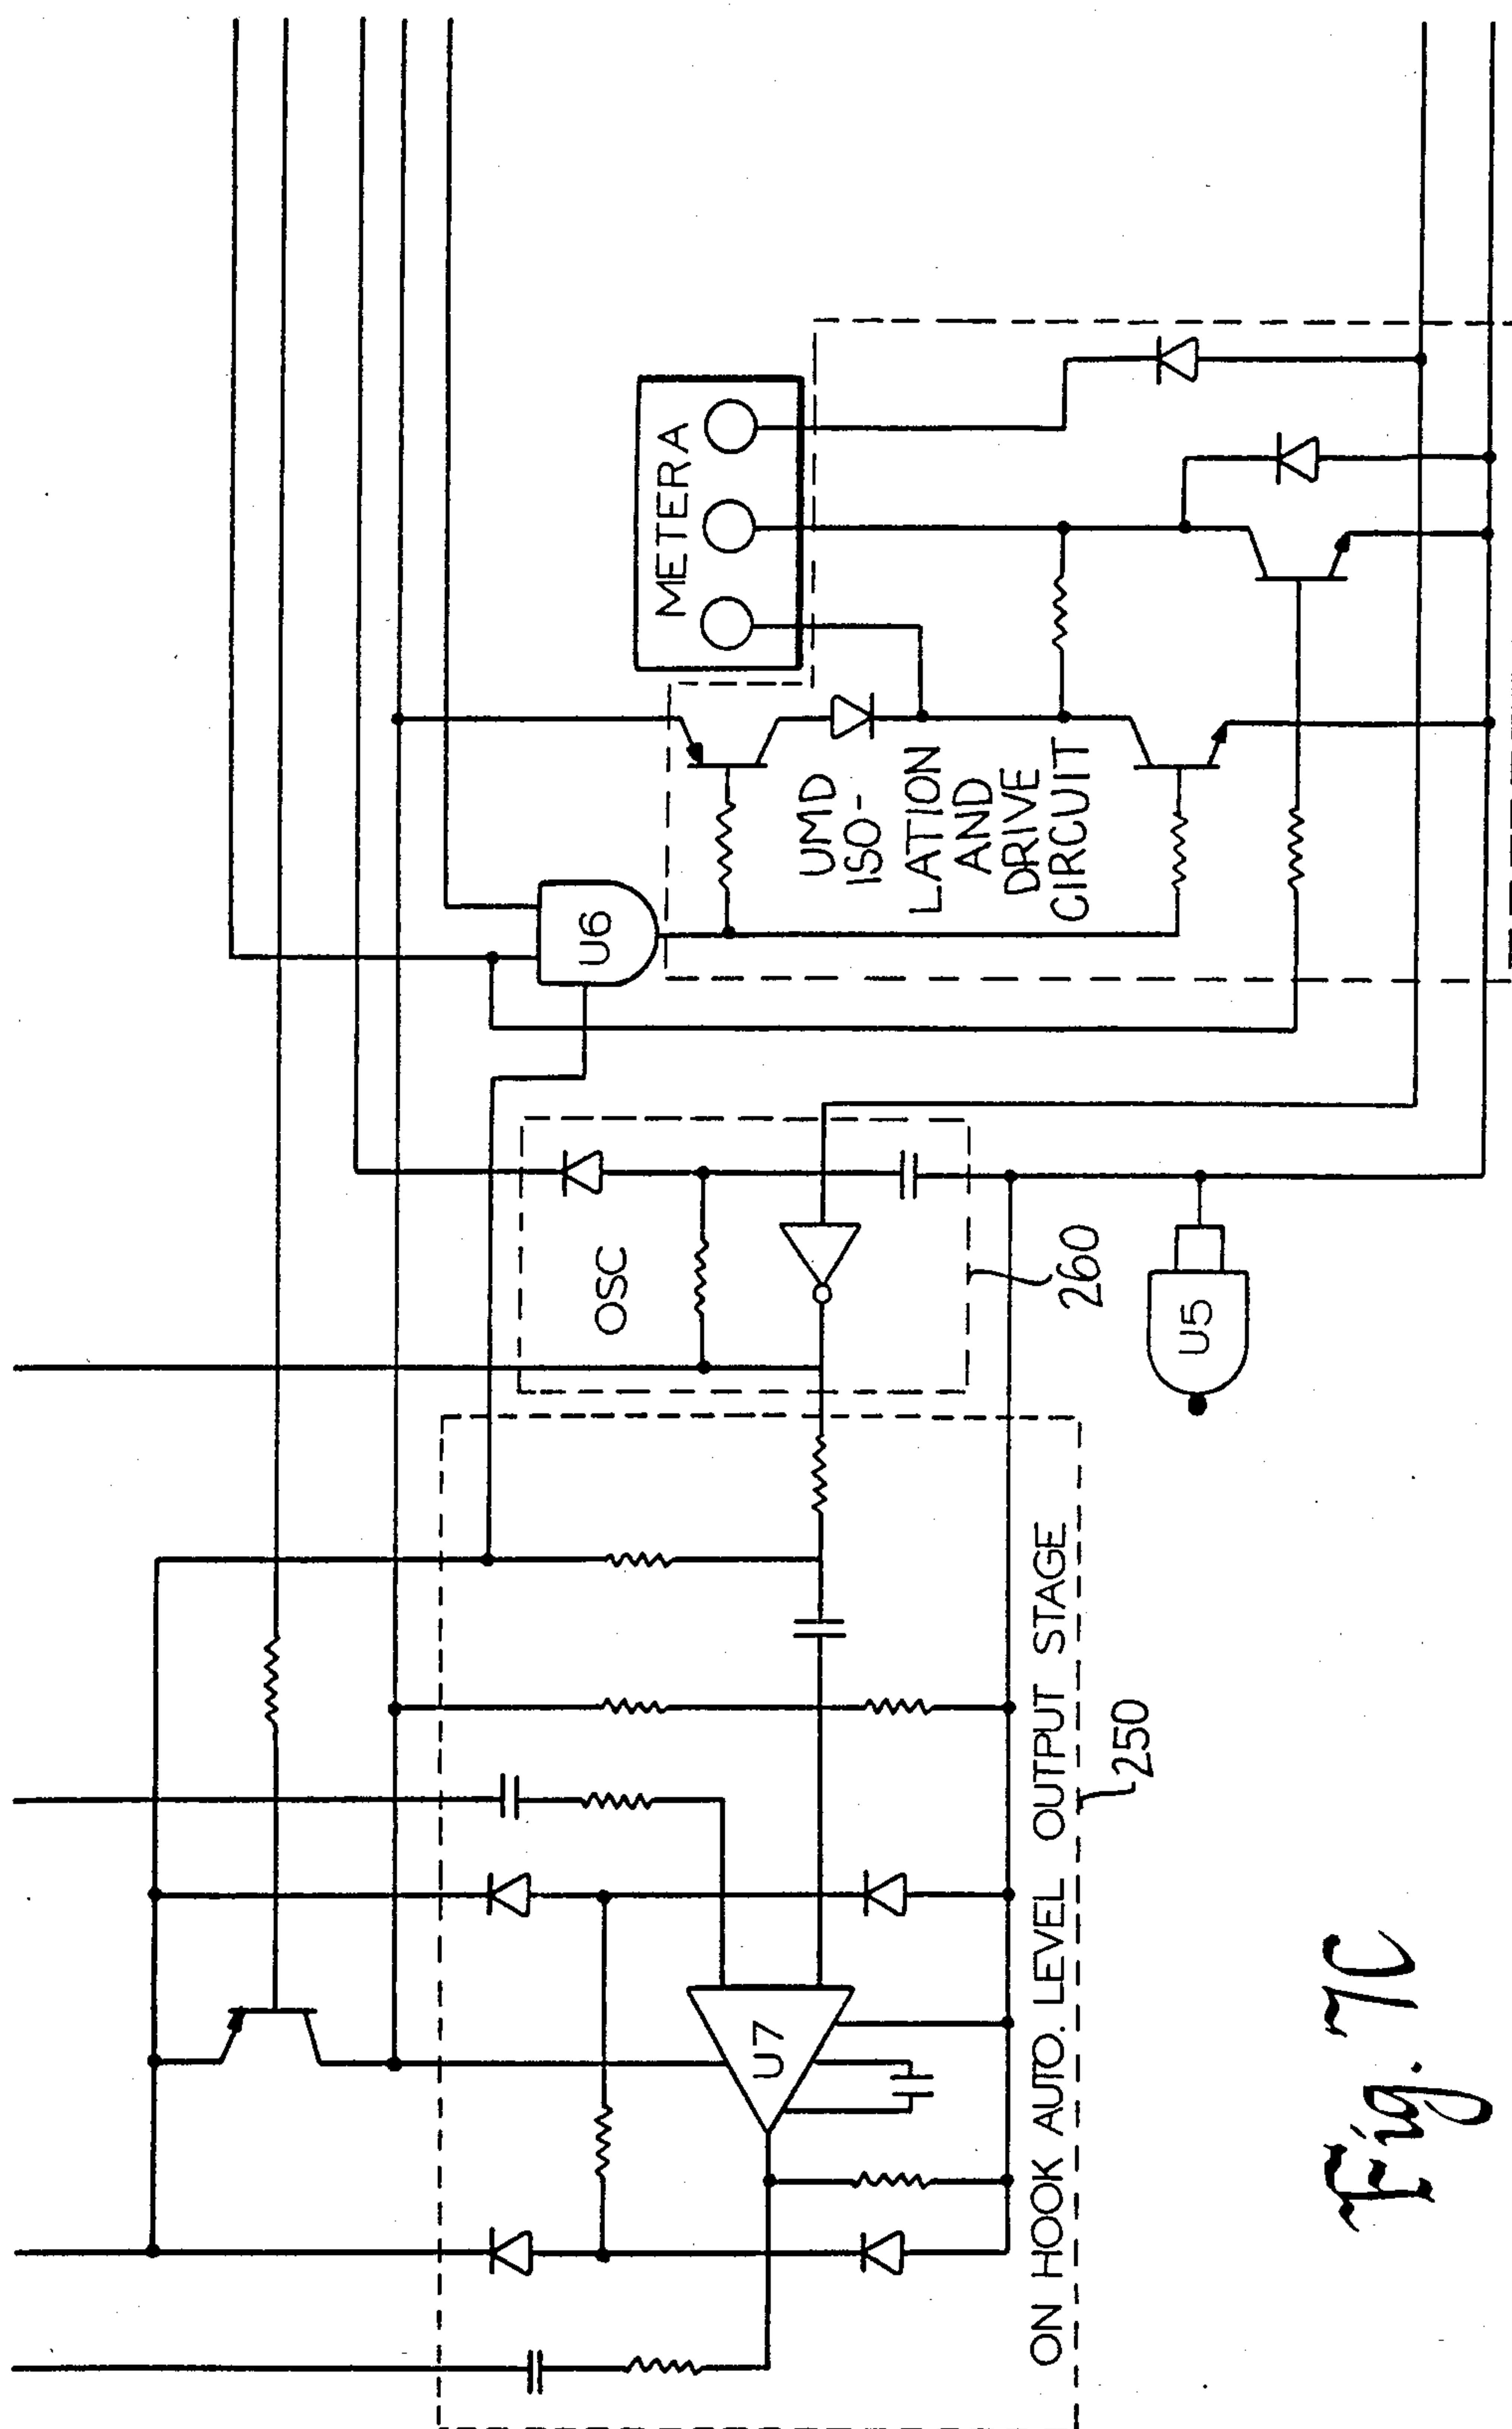 METER A
U6
UMD
ISO-
LATION
AND
DRIVE
CIRCUIT
OSC
260
U5
U7
ON HOOK AUTO. LEVEL OUTPUT STAGE
250
Fig. 7C